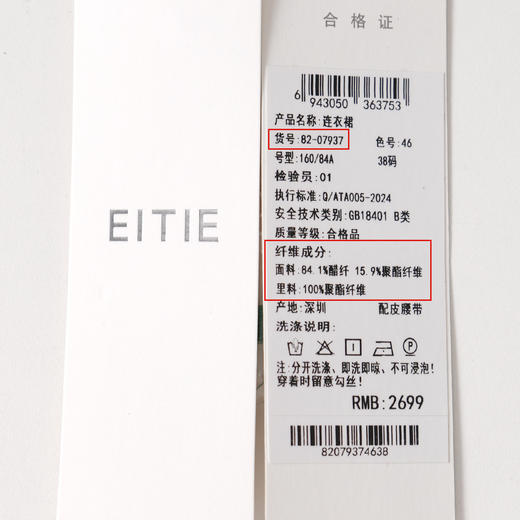 EITIE
合格证
6 943050 363753
产品名称:连衣裙
货号:82-07937 色号:46
号型:160/84A 38码
检验员:01
执行标准:Q/ATA005-2024
安全技术类别:GB18401 B类
质量等级:合格品
纤维成分:
面料:84.1%醋纤 15.9%聚酯纤维
里料:100%聚酯纤维
产地:深圳 配皮腰带
洗涤说明:
P
注:分开洗涤、即洗即晾、不可浸泡!
穿着时留意勾丝!
RMB:2699
82079374638